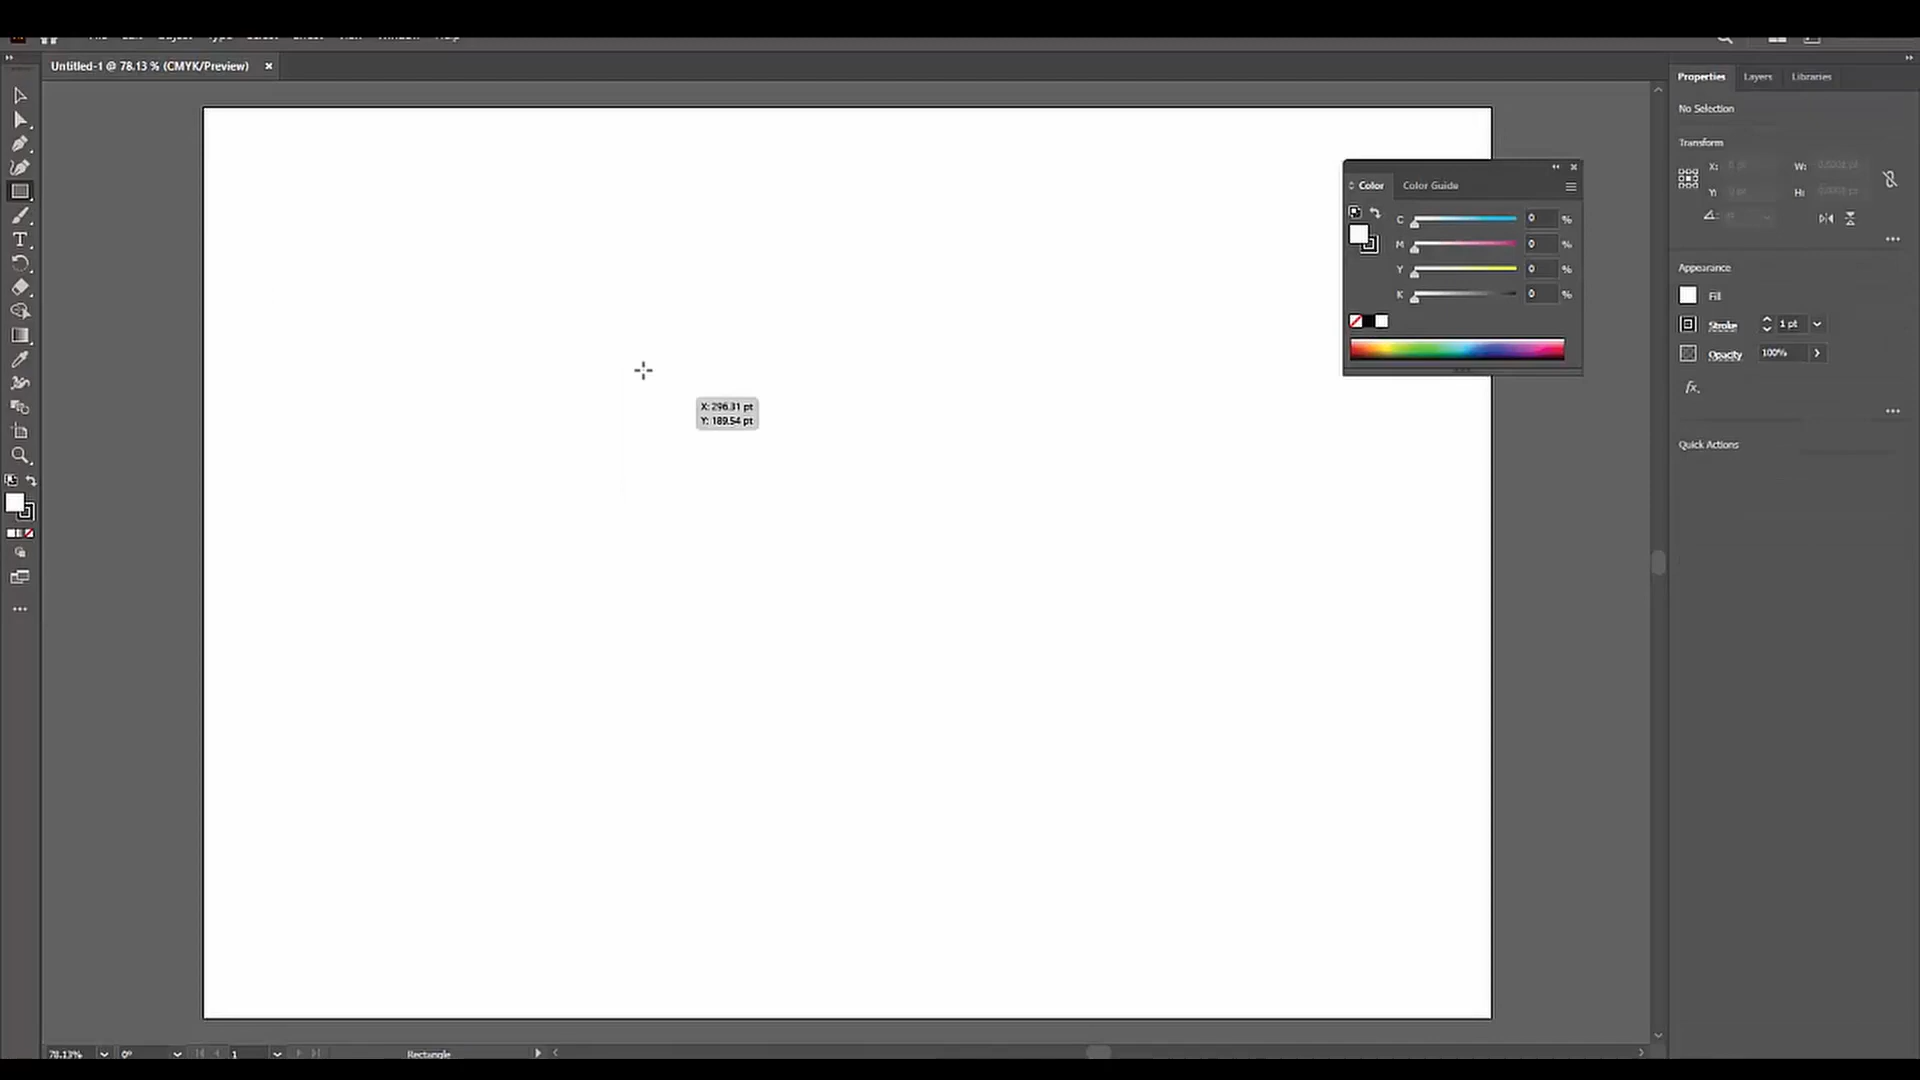 Untitled-1 @ 78.13 % (CMYK/Preview) ×
Properties Layers Libraries
No Selection
Transform
X: W:
Y: H:
Appearance
Fill
Stroke 1 pt
Opacity 100%
fx.
Quick Actions
Color Color Guide
C 0 %
M 0 %
Y 0 %
K 0 %
X: 296.31 pt
Y: 189.54 pt
T
78.13% 0° 1 Rectangle